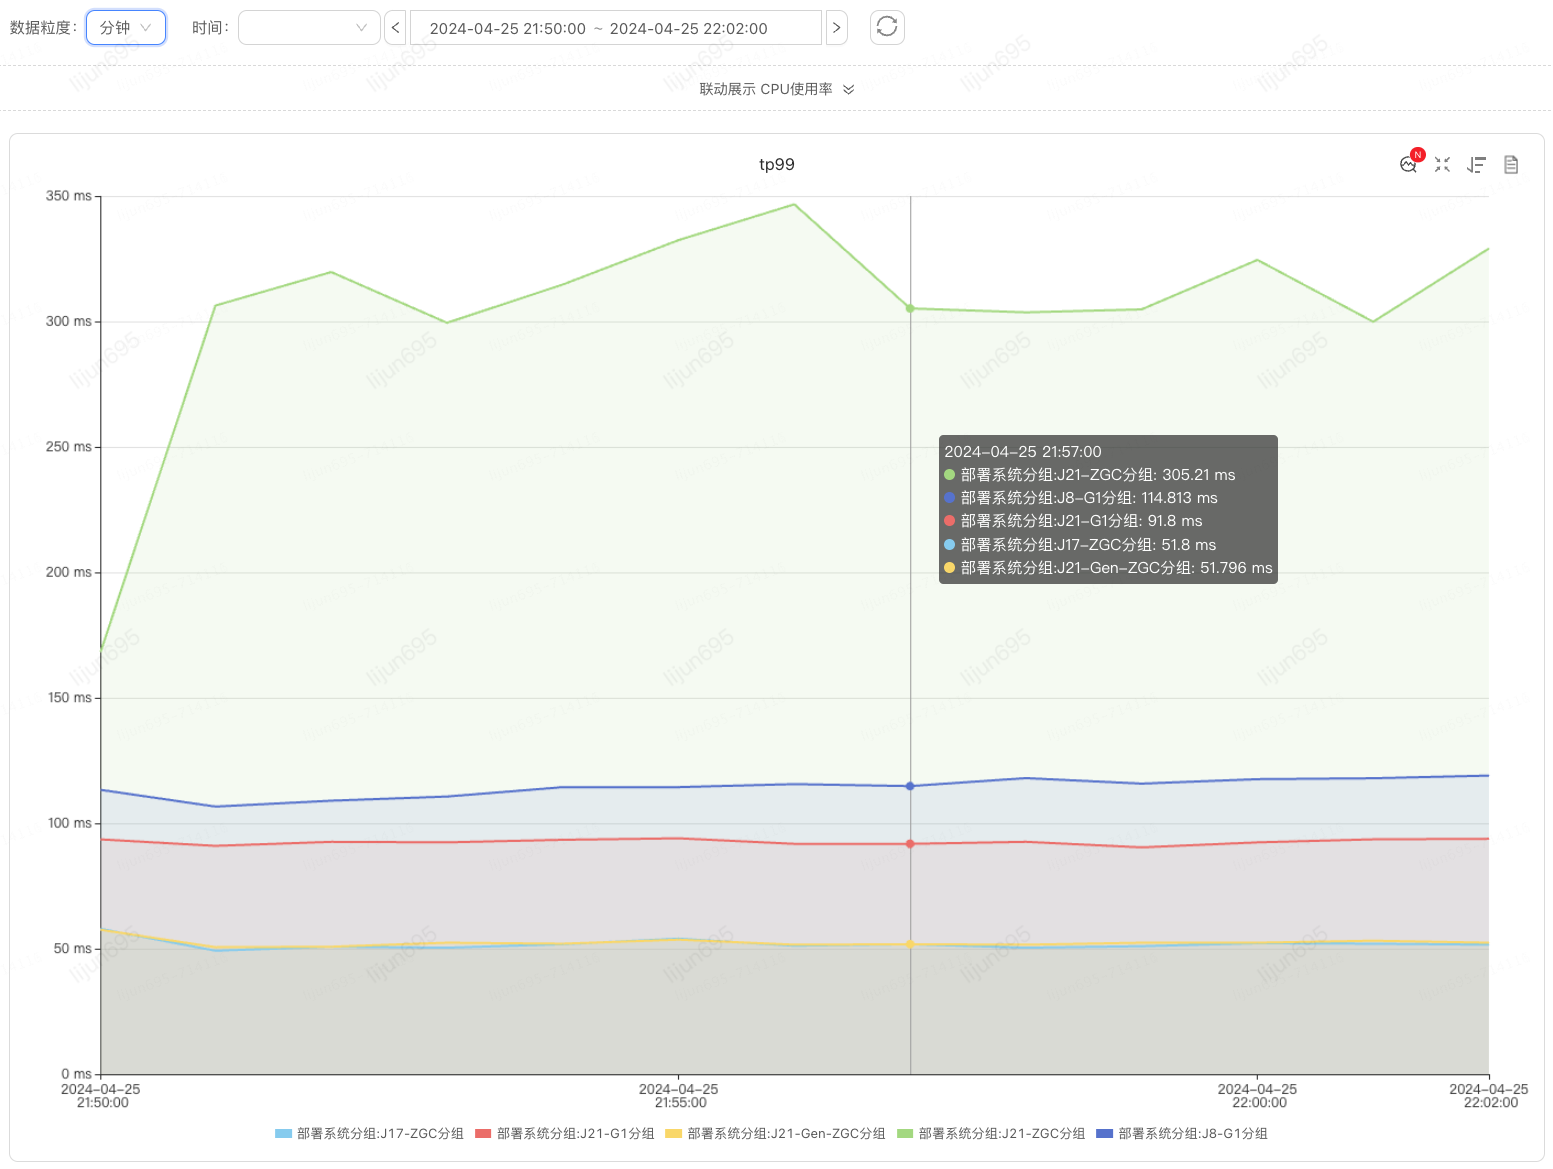 数据粒度: 分钟 时间: 2024-04-25 21:50:00 ~ 2024-04-25 22:02:00
联动展示 CPU使用率
tp99
N
350 ms
300 ms
250 ms
200 ms
150 ms
100 ms
50 ms
0 ms
2024-04-25 21:57:00
部署系统分组:J21-ZGC分组: 305.21 ms
部署系统分组:J8-G1分组: 114.813 ms
部署系统分组:J21-G1分组: 91.8 ms
部署系统分组:J17-ZGC分组: 51.8 ms
部署系统分组:J21-Gen-ZGC分组: 51.796 ms
2024-04-25 21:50:00
2024-04-25 21:55:00
2024-04-25 22:00:00
2024-04-25 22:02:00
部署系统分组:J17-ZGC分组 部署系统分组:J21-G1分组 部署系统分组:J21-Gen-ZGC分组 部署系统分组:J21-ZGC分组 部署系统分组:J8-G1分组
lijun695